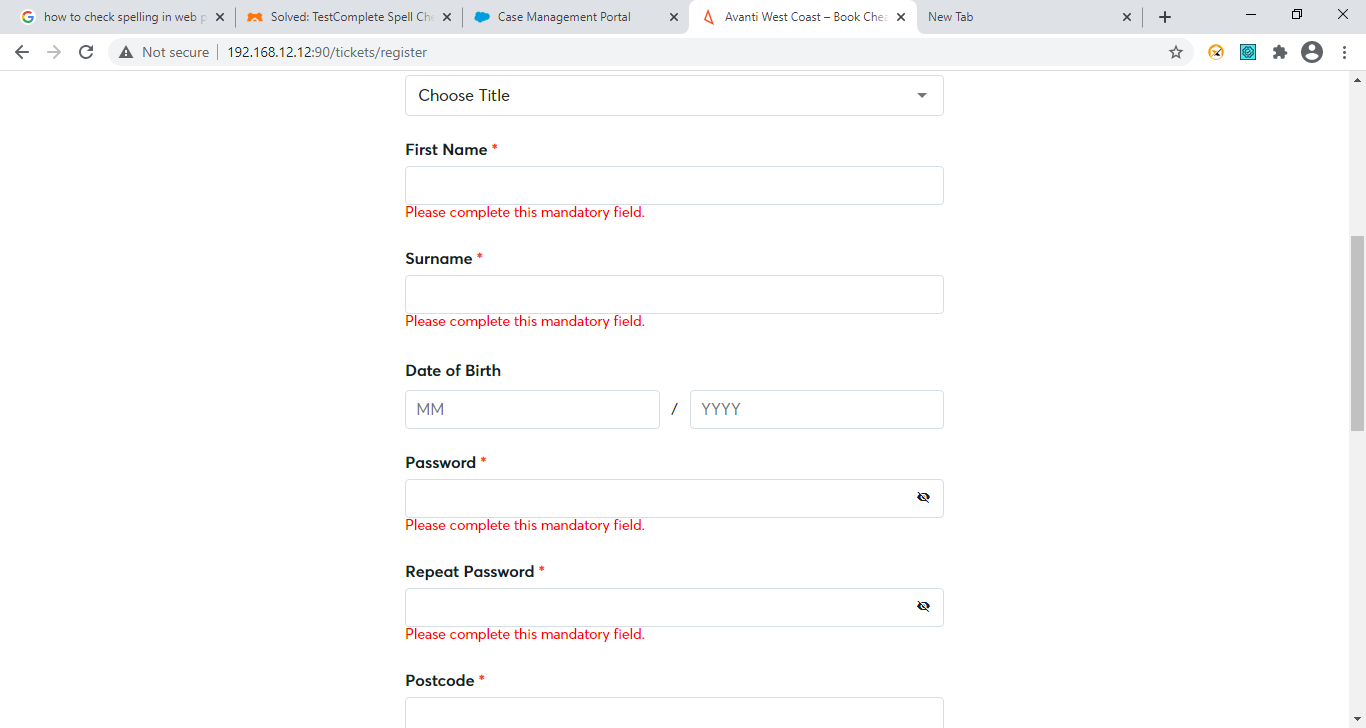 how to check spelling in web p
Solved: TestComplete Spell Che
Case Management Portal
Avanti West Coast – Book Chea
New Tab
Not secure
192.168.12.12:90/tickets/register
Choose Title
First Name *
Please complete this mandatory field.
Surname *
Please complete this mandatory field.
Date of Birth
MM / YYYY
Password *
Please complete this mandatory field.
Repeat Password *
Please complete this mandatory field.
Postcode *